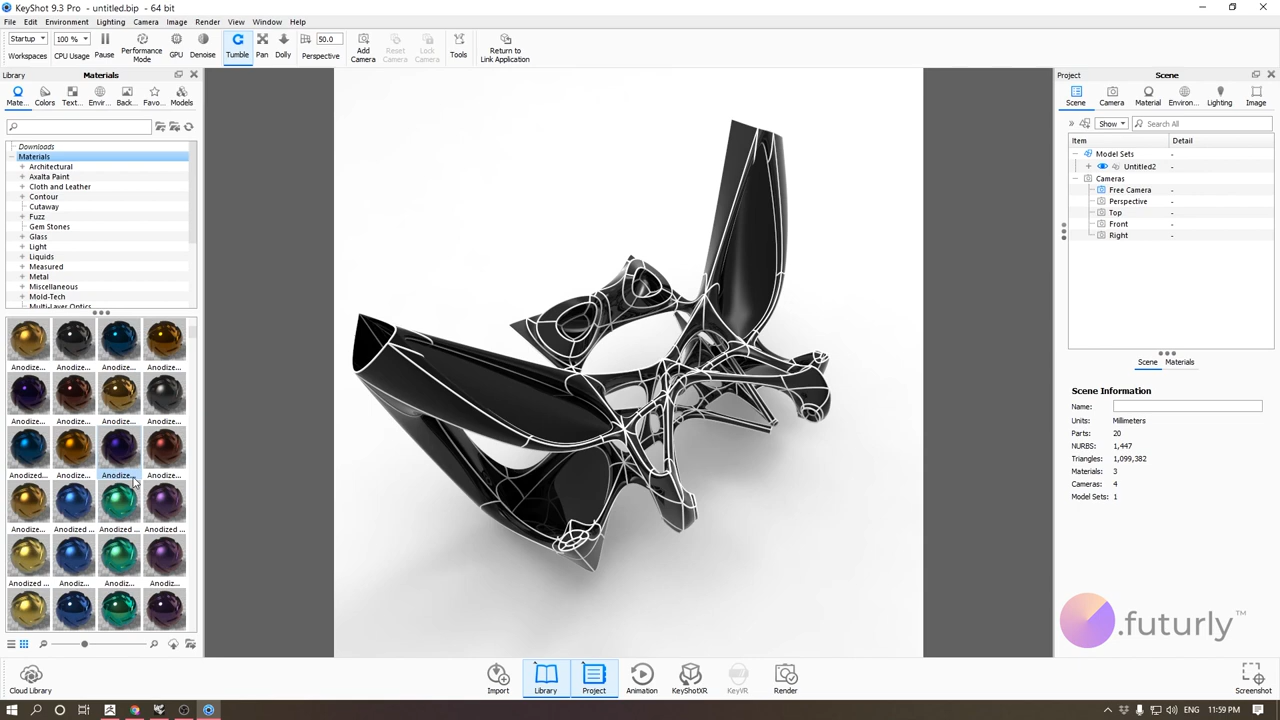 KeyShot 9.3 Pro - untitled.bip - 64 bit
File Edit Environment Lighting Camera Image Render View Window Help
Startup 100 % 50.0
Workspaces CPU Usage Pause Performance Mode GPU Denoise Tumble Pan Dolly Perspective Add Camera Reset Camera Lock Camera Tools Return to Link Application
Library Materials
Mate... Colors Text... Envir... Back... Favo... Models
Downloads
Materials
Architectural
Axalta Paint
Cloth and Leather
Contour
Cutaway
Fuzz
Gem Stones
Glass
Light
Liquids
Measured
Metal
Miscellaneous
Mold-Tech
Multi-Layer Optics
Anodize... Anodize... Anodize... Anodize...
Anodize... Anodize... Anodize... Anodize...
Anodized... Anodize... Anodize... Anodize...
Anodize... Anodized ... Anodized ... Anodized ...
Anodized ... Anodiz... Anodiz... Anodiz...
Cloud Library
Import Library Project Animation KeyShotXR KeyVR Render
Screenshot
Project Scene
Scene Camera Material Environ... Lighting Image
» Show Search All
Item Detail
Model Sets -
Untitled2 -
Cameras -
Free Camera -
Perspective -
Top -
Front -
Right -
Scene Materials
Scene Information
Name:
Units: Millimeters
Parts: 20
NURBS: 1,447
Triangles: 1,099,382
Materials: 3
Cameras: 4
Model Sets: 1
.futurly™
ENG 11:59 PM